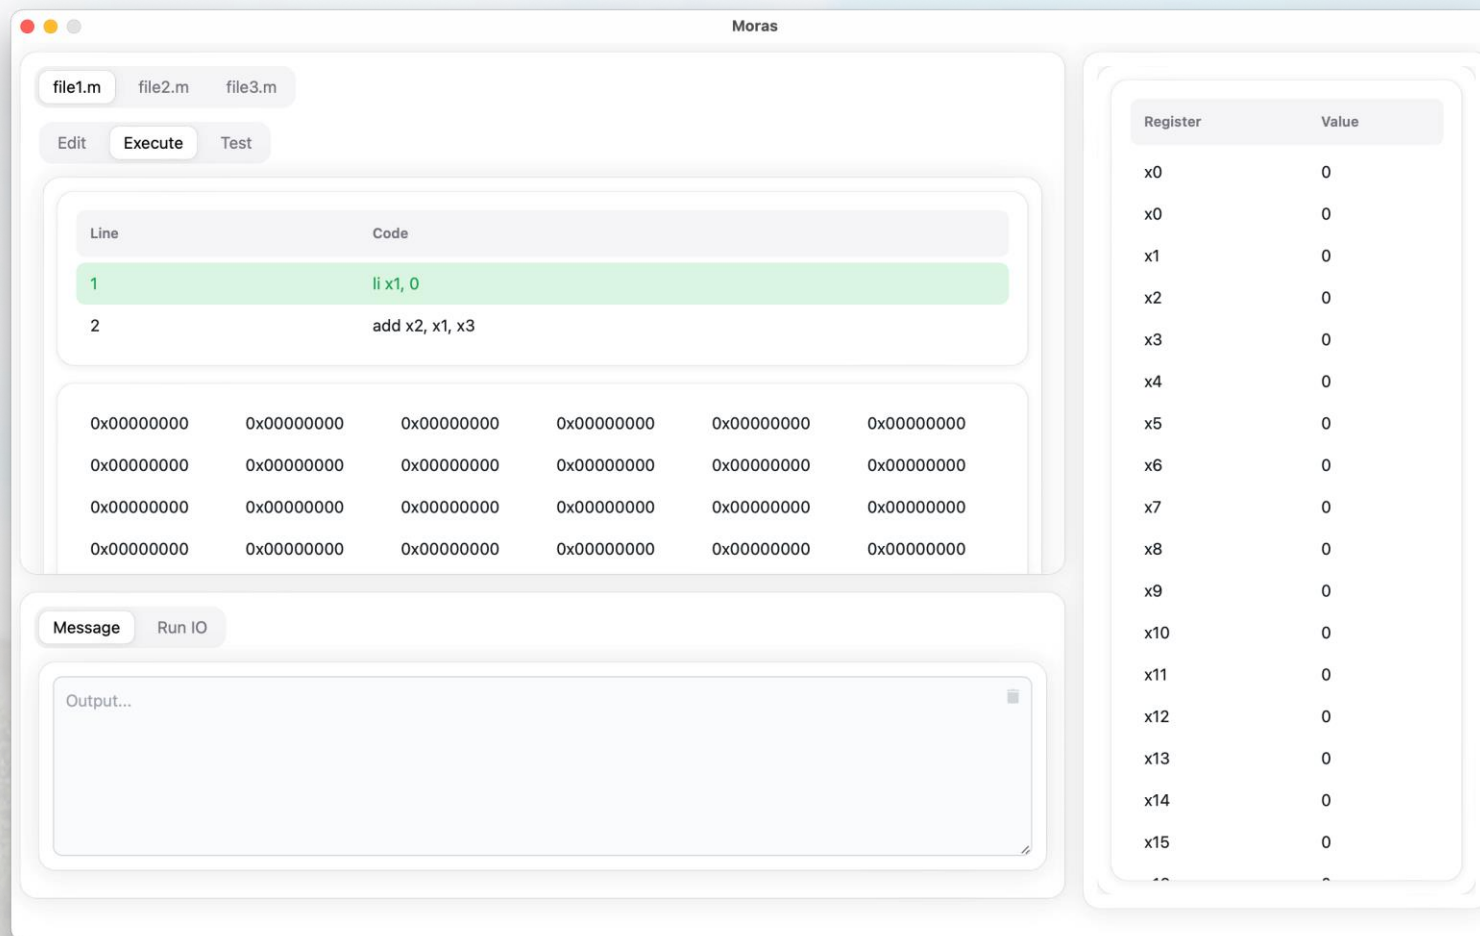 Moras
file1.m file2.m file3.m
Edit Execute Test
Line Code
1 li x1, 0
2 add x2, x1, x3
0x00000000 0x00000000 0x00000000 0x00000000 0x00000000 0x00000000
0x00000000 0x00000000 0x00000000 0x00000000 0x00000000 0x00000000
0x00000000 0x00000000 0x00000000 0x00000000 0x00000000 0x00000000
0x00000000 0x00000000 0x00000000 0x00000000 0x00000000 0x00000000
Message Run IO
Output...
Register Value
x0 0
x0 0
x1 0
x2 0
x3 0
x4 0
x5 0
x6 0
x7 0
x8 0
x9 0
x10 0
x11 0
x12 0
x13 0
x14 0
x15 0